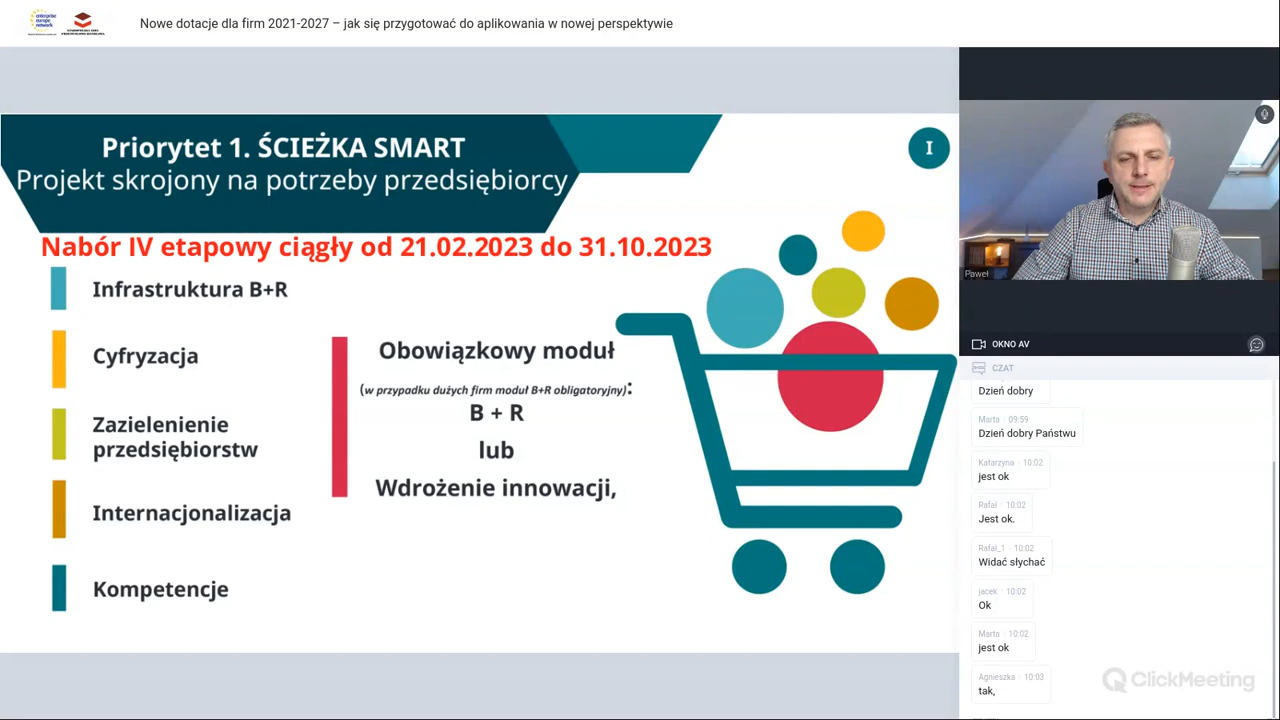 enterprise
europe
network
Nowe dotacje dla firm 2021-2027 – jak się przygotować do aplikowania w nowej perspektywie
Priorytet 1. ŚCIEŻKA SMART
Projekt skrojony na potrzeby przedsiębiorcy
I
Nabór IV etapowy ciągły od 21.02.2023 do 31.10.2023
Infrastruktura B+R
Cyfryzacja
Zazielenienie
przedsiębiorstw
Internacjonalizacja
Kompetencje
Obowiązkowy moduł
(w przypadku dużych firm moduł B+R obligatoryjny):
B + R
lub
Wdrożenie innowacji,
Paweł
OKNO AV
CZAT
Dzień dobry
Marta 09:59
Dzień dobry Państwu
Katarzyna 10:02
jest ok
Rafał 10:02
Jest ok.
Rafał_1 10:02
Widać słychać
jacek 10:02
Ok
Marta 10:02
jest ok
Agnieszka 10:03
tak,
ClickMeeting